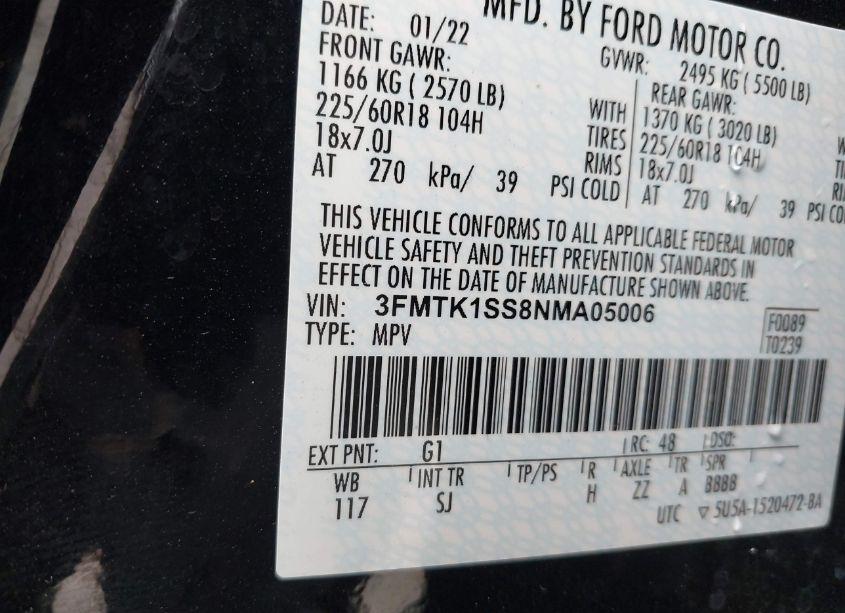 MFD. BY FORD MOTOR CO.
DATE: 01/22
GVWR: 2495 KG ( 5500 LB)
FRONT GAWR:
REAR GAWR:
1166 KG ( 2570 LB)
WITH
1370 KG ( 3020 LB)
225/60R18 104H
TIRES
225/60R18 104H
18x7.0J
RIMS
18x7.0J
AT 270 kPa/ 39 PSI COLD
AT 270 kPa/ 39 PSI
THIS VEHICLE CONFORMS TO ALL APPLICABLE FEDERAL MOTOR
VEHICLE SAFETY AND THEFT PREVENTION STANDARDS IN
EFFECT ON THE DATE OF MANUFACTURE SHOWN ABOVE.
VIN: 3FMTK1SS8NMA05006
TYPE: MPV
F0089
T0239
EXT PNT: G1 RC: 48 DSO:
WB INT TR TP/PS R AXLE TR SPR
117 SJ H ZZ A BBBB
UTC ▽ 5U5A-1520472-BA